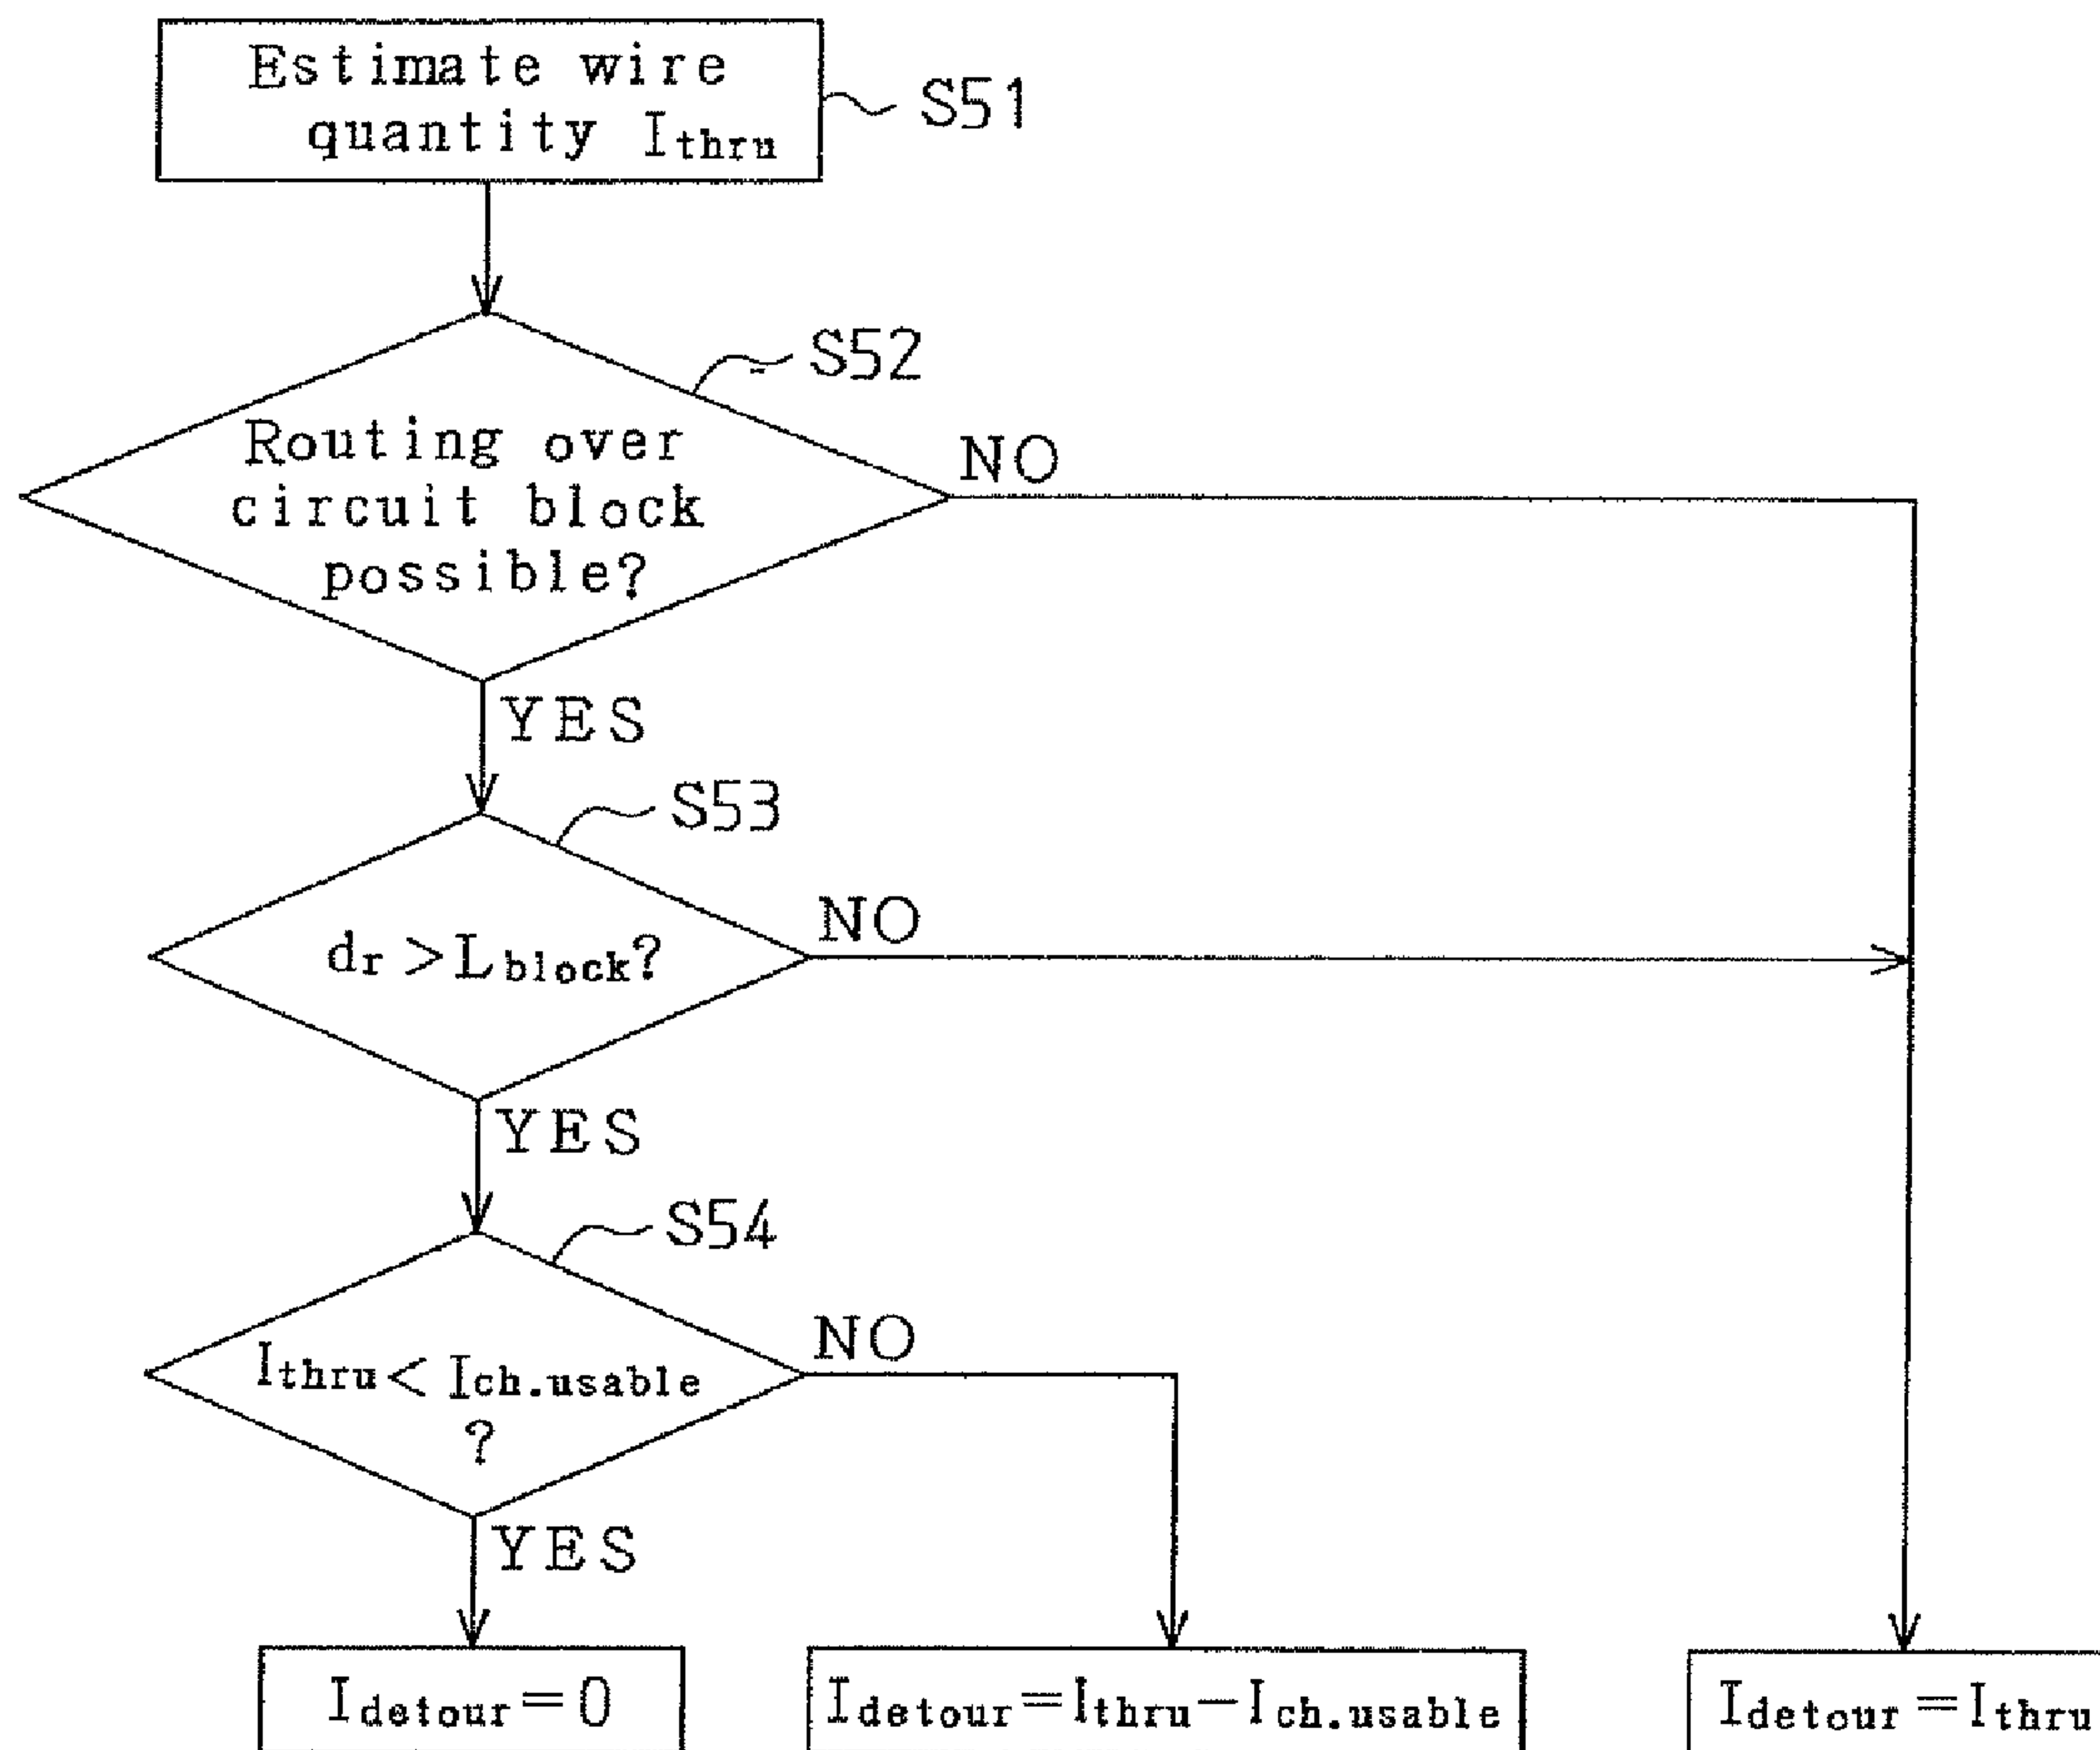 Estimate wire
quantity Ithru
S51
S52
Routing over
circuit block
possible?
NO
YES
S53
dr > Lblock?
NO
YES
S54
Ithru < Ich.usable
?
NO
YES
Idetour = 0
Idetour = Ithru − Ich.usable
Idetour = Ithru